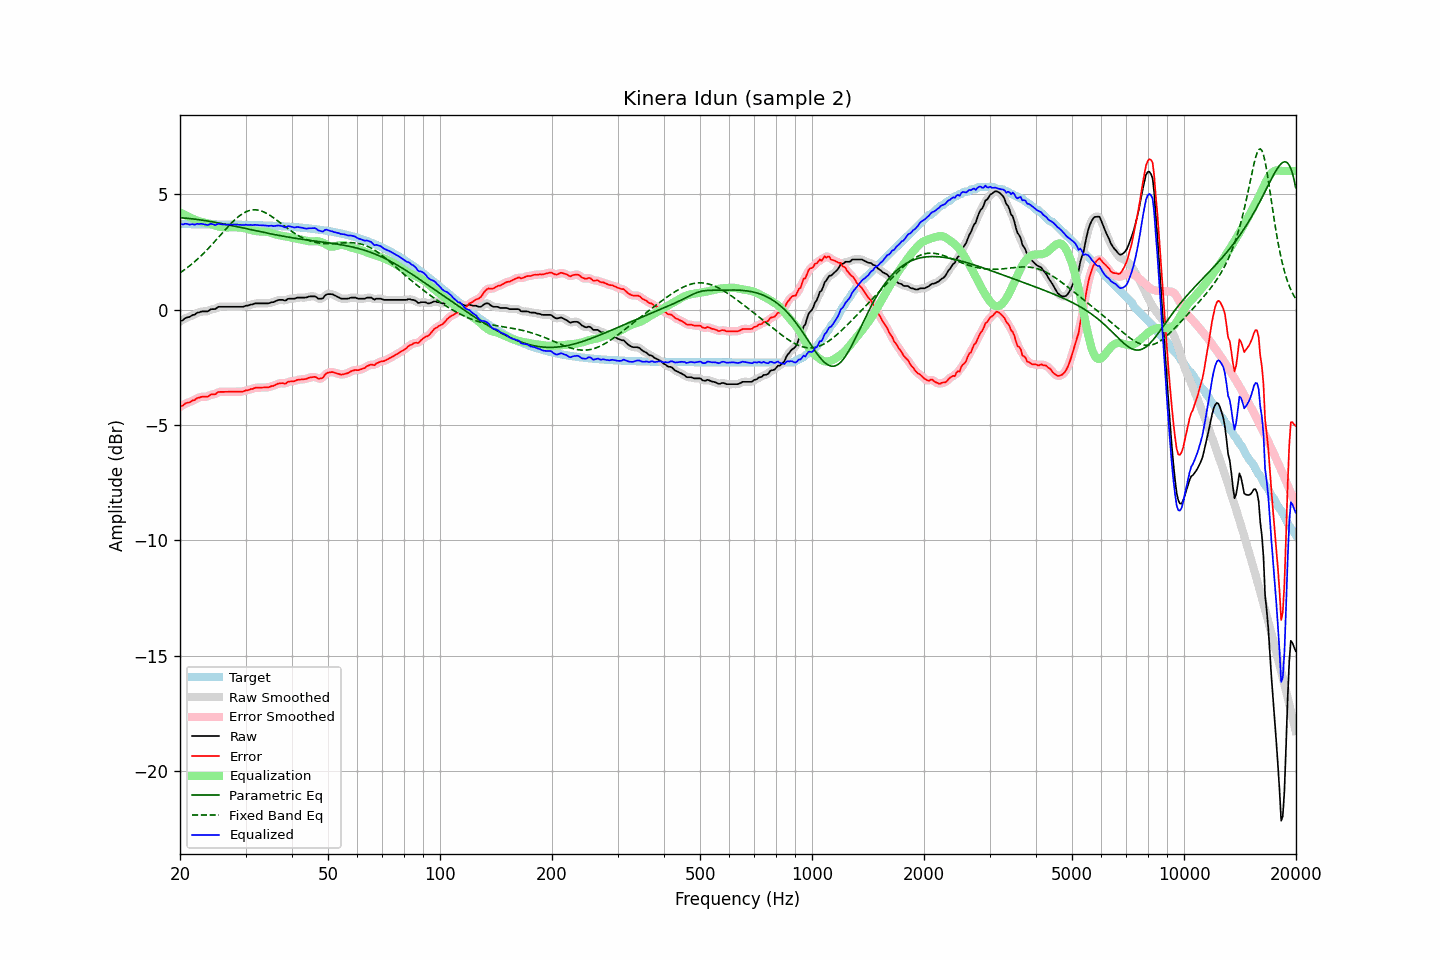 Kinera Idun (sample 2)
Amplitude (dBr)
5
0
−5
−10
−15
−20
Target
Raw Smoothed
Error Smoothed
Raw
Error
Equalization
Parametric Eq
Fixed Band Eq
Equalized
20 50 100 200 500 1000 2000 5000 10000 20000
Frequency (Hz)